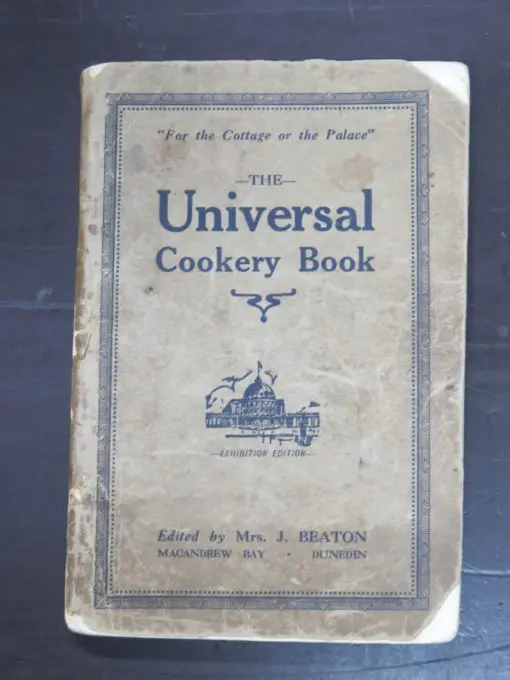 "For the Cottage or the Palace"
—THE—
Universal
Cookery Book
—EXHIBITION EDITION—
Edited by Mrs. J. BEATON
MACANDREW BAY • DUNEDIN